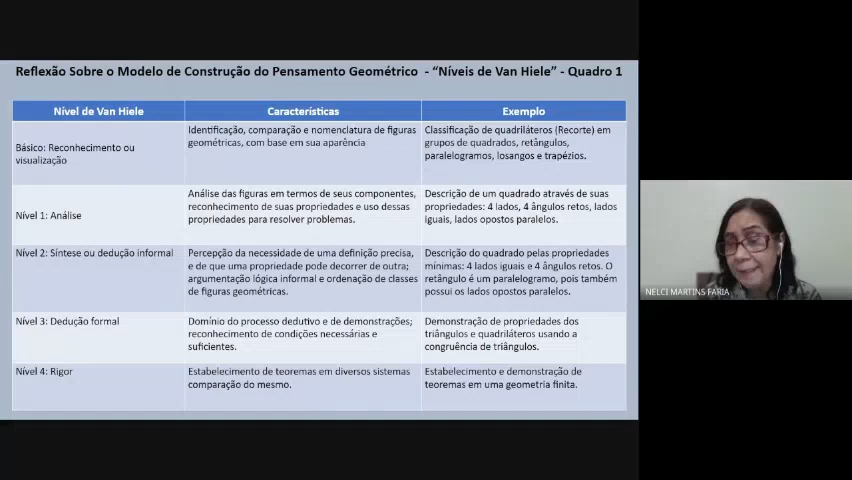 Reflexão Sobre o Modelo de Construção do Pensamento Geométrico - “Níveis de Van Hiele” - Quadro 1
Nível de Van Hiele
Características
Exemplo
Básico: Reconhecimento ou
visualização
Identificação, comparação e nomenclatura de figuras
geométricas, com base em sua aparência
Classificação de quadriláteros (Recorte) em
grupos de quadrados, retângulos,
paralelogramos, losangos e trapézios.
Nível 1: Análise
Análise das figuras em termos de seus componentes,
reconhecimento de suas propriedades e uso dessas
propriedades para resolver problemas.
Descrição de um quadrado através de suas
propriedades: 4 lados, 4 ângulos retos, lados
iguais, lados opostos paralelos.
Nível 2: Síntese ou dedução informal
Percepção da necessidade de uma definição precisa,
e de que uma propriedade pode decorrer de outra;
argumentação lógica informal e ordenação de classes
de figuras geométricas.
Descrição do quadrado pelas propriedades
mínimas: 4 lados iguais e 4 ângulos retos. O
retângulo é um paralelogramo, pois também
possui os lados opostos paralelos.
Nível 3: Dedução formal
Domínio do processo dedutivo e de demonstrações;
reconhecimento de condições necessárias e
suficientes.
Demonstração de propriedades dos
triângulos e quadriláteros usando a
congruência de triângulos.
Nível 4: Rigor
Estabelecimento de teoremas em diversos sistemas
comparação do mesmo.
Estabelecimento e demonstração de
teoremas em uma geometria finita.
NELCI MARTINS FARIA